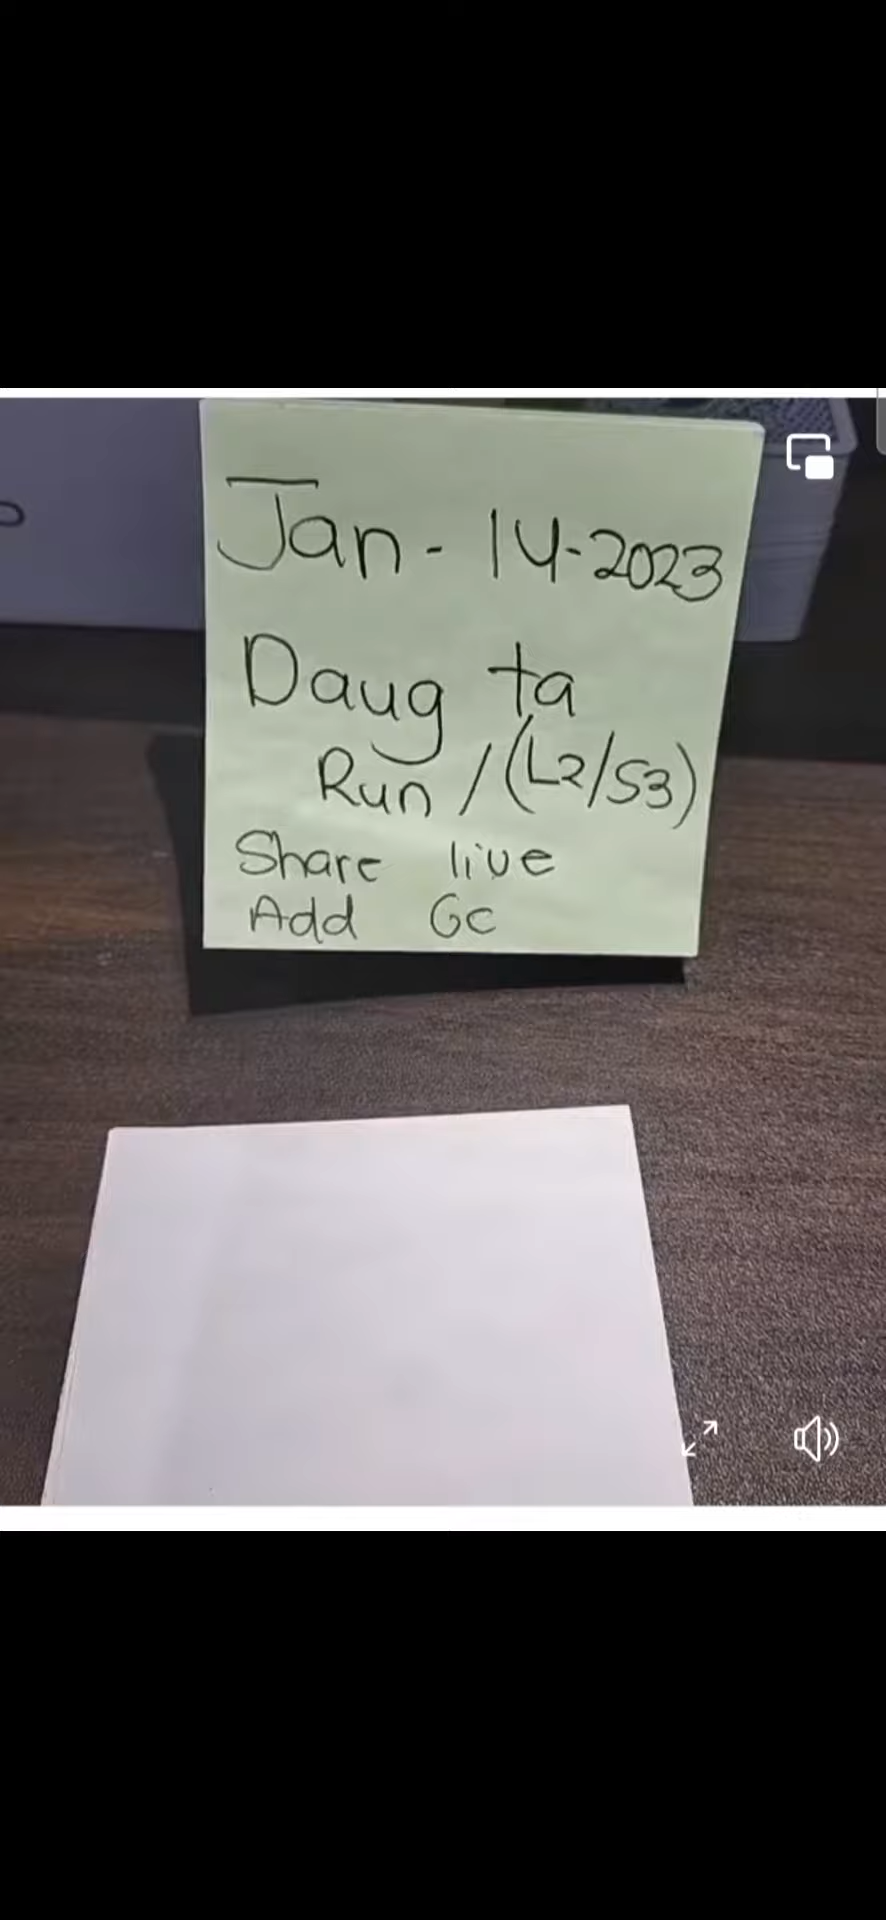 Jan - 14-2023
Daug ta
Run / (L2/S3)
Share live
Add Gc